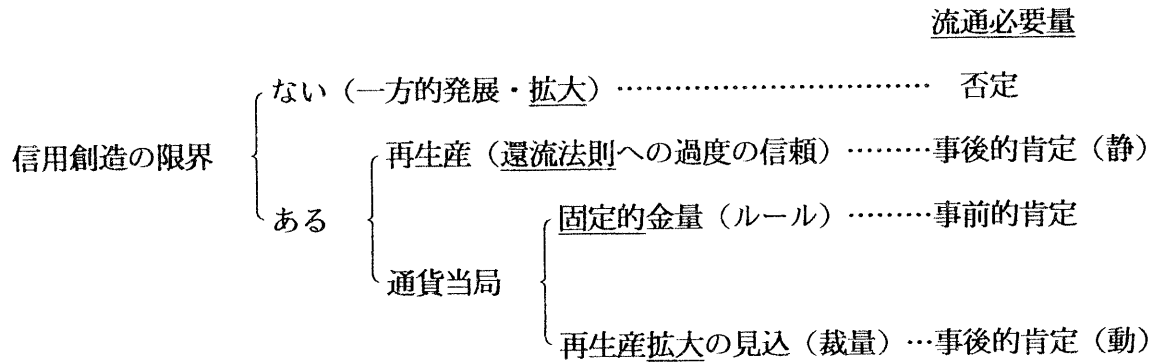 流通必要量
ない（一方的発展・拡大）…………………………… 否定
信用創造の限界
再生産（還流法則への過度の信頼）………事後的肯定（静）
ある
固定的金量（ルール）………事前的肯定
通貨当局
再生産拡大の見込（裁量）…事後的肯定（動）